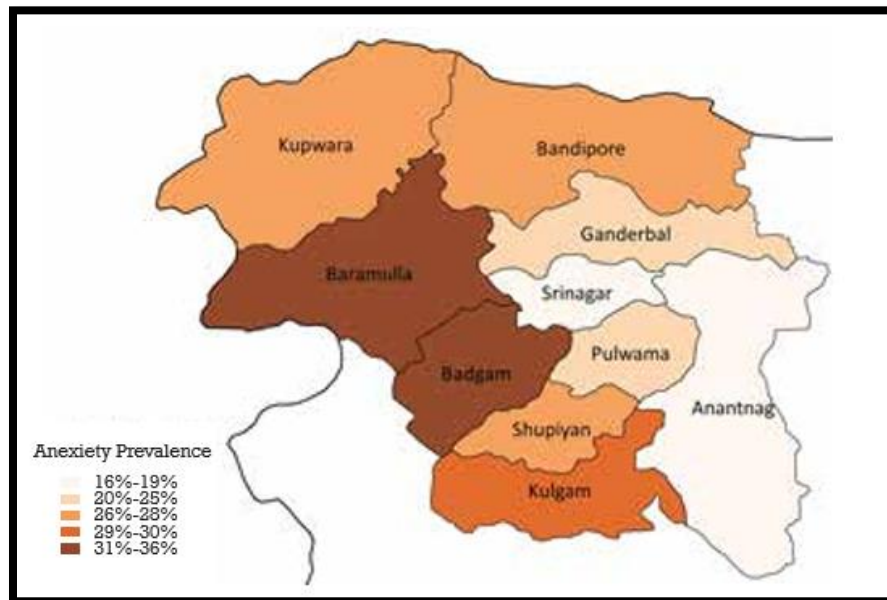 Kupwara
Bandipore
Ganderbal
Baramulla
Srinagar
Pulwama
Badgam
Anantnag
Shupiyan
Kulgam
Anexiety Prevalence
16%-19%
20%-25%
26%-28%
29%-30%
31%-36%